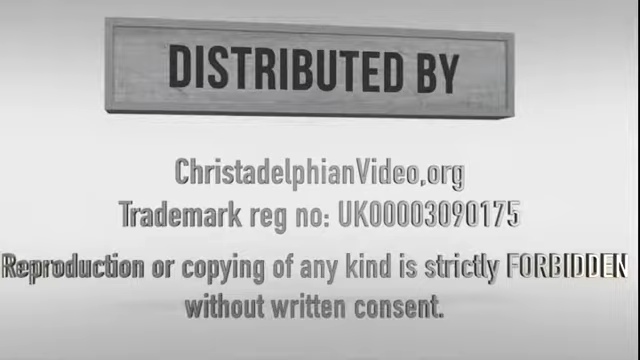 DISTRIBUTED BY
ChristadelphianVideo.org
Trademark reg no: UK00003090175
Reproduction or copying of any kind is strictly FORBIDDEN
without written consent.